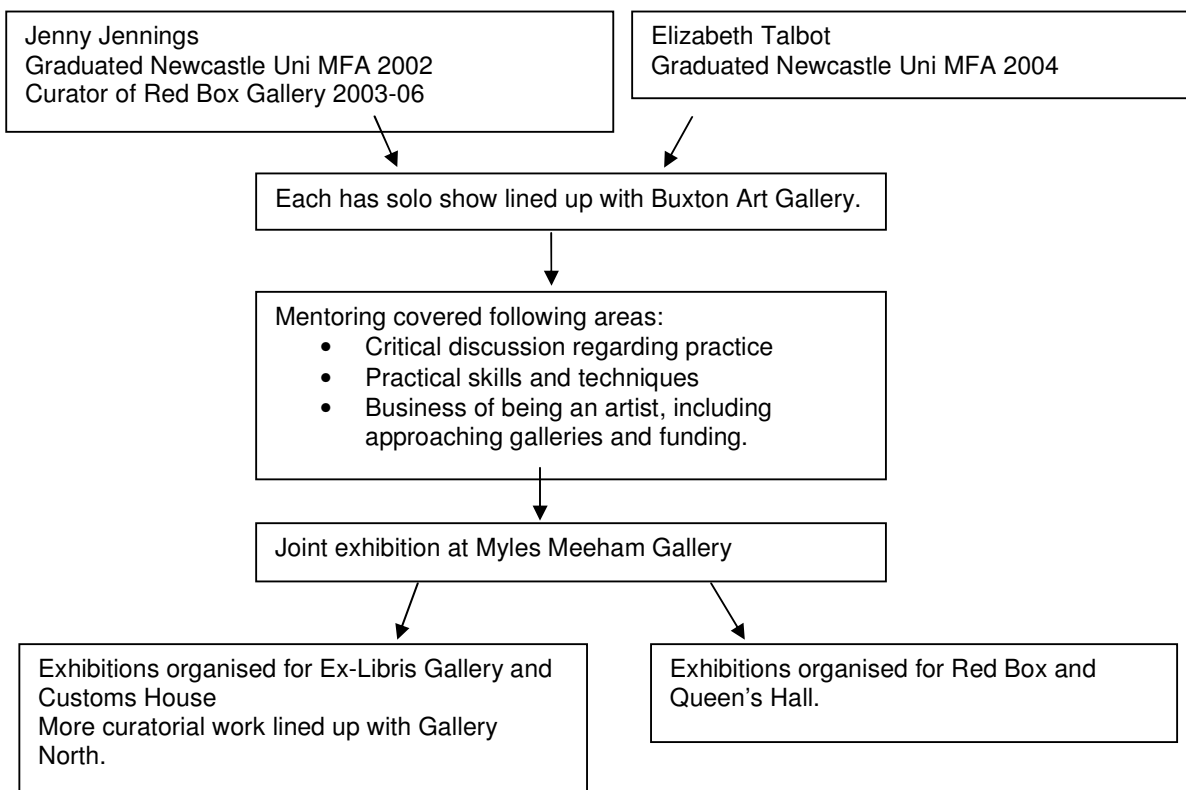 Jenny Jennings
Graduated Newcastle Uni MFA 2002
Curator of Red Box Gallery 2003-06
Elizabeth Talbot
Graduated Newcastle Uni MFA 2004
Each has solo show lined up with Buxton Art Gallery.
Mentoring covered following areas:
• Critical discussion regarding practice
• Practical skills and techniques
• Business of being an artist, including
approaching galleries and funding.
Joint exhibition at Myles Meeham Gallery
Exhibitions organised for Ex-Libris Gallery and
Customs House
More curatorial work lined up with Gallery
North.
Exhibitions organised for Red Box and
Queen's Hall.